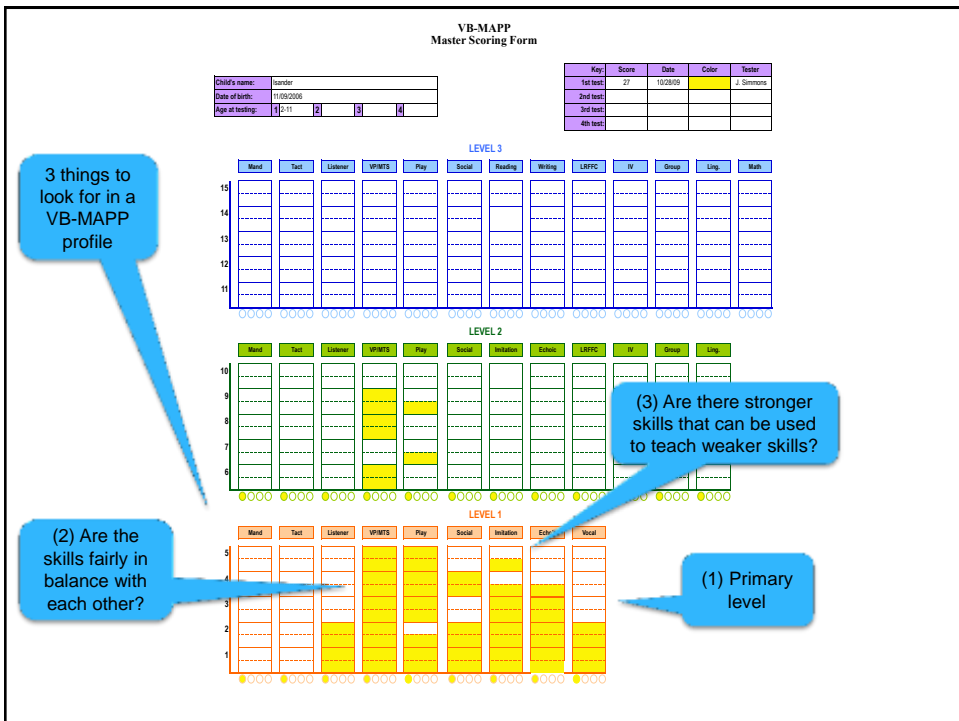 VB-MAPP
Master Scoring Form
Key: Score Date Color Tester
1st test: 27 10/28/09 J. Simmons
2nd test:
3rd test:
4th test:
Child's name: Isander
Date of birth: 11/09/2006
Age at testing: 1 2-11 2 3 4
3 things to
look for in a
VB-MAPP
profile
LEVEL 3
Mand Tact Listener VP/MTS Play Social Reading Writing LRFFC IV Group Ling. Math
15
14
13
12
11
LEVEL 2
Mand Tact Listener VP/MTS Play Social Imitation Echoic LRFFC IV Group Ling.
10
9
8
7
6
(3) Are there stronger
skills that can be used
to teach weaker skills?
LEVEL 1
Mand Tact Listener VP/MTS Play Social Imitation Echoic Vocal
5
4
3
2
1
(2) Are the
skills fairly in
balance with
each other?
(1) Primary
level